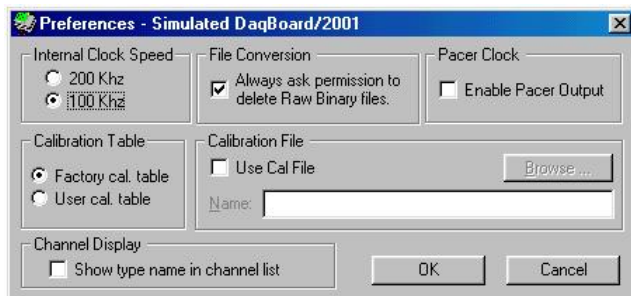 Preferences - Simulated DaqBoard/2001
Internal Clock Speed
200 Khz
100 Khz
File Conversion
Always ask permission to
delete Raw Binary files.
Pacer Clock
Enable Pacer Output
Calibration Table
Factory cal. table
User cal. table
Calibration File
Use Cal File
Browse ...
Name:
Channel Display
Show type name in channel list
OK
Cancel